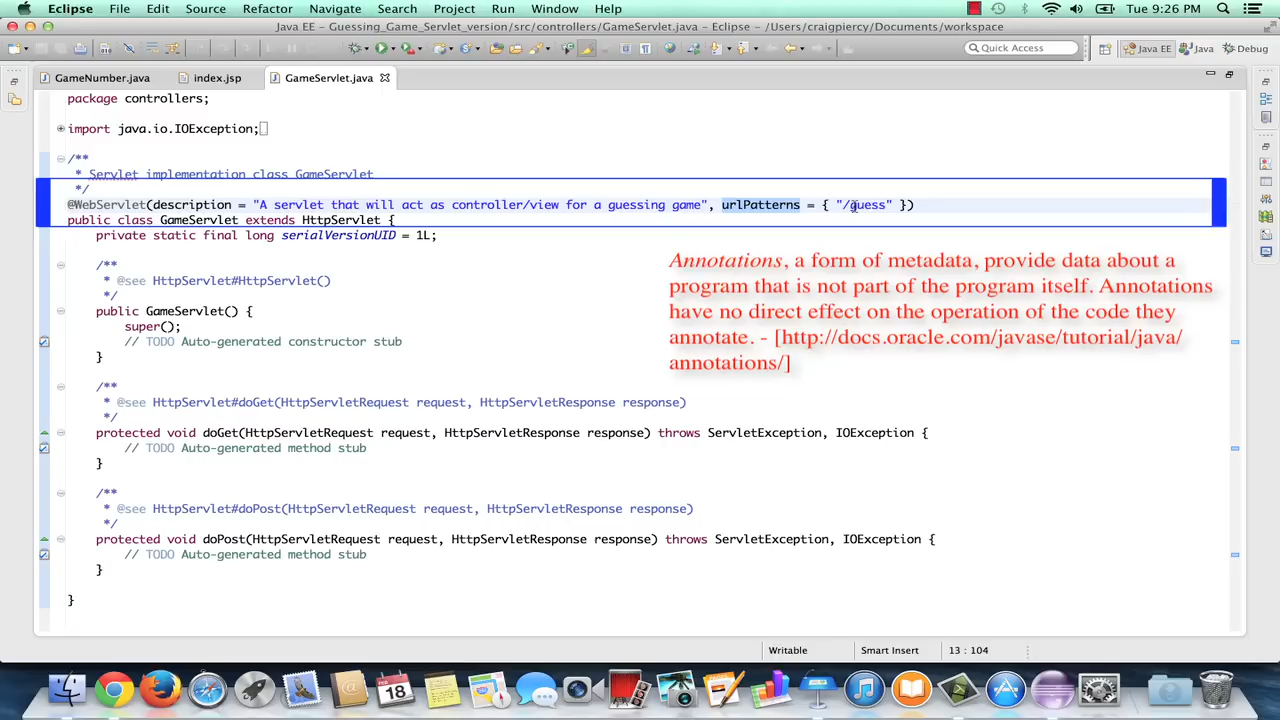 Eclipse File Edit Source Refactor Navigate Search Project Run Window Help Tue 9:26 PM
Java EE - Guessing_Game_Servlet_version/src/controllers/GameServlet.java - Eclipse - /Users/craigpiercy/Documents/workspace
Quick Access Java EE Java Debug
GameNumber.java index.jsp GameServlet.java
package controllers;
import java.io.IOException;
/**
* Servlet implementation class GameServlet
*/
@WebServlet(description = "A servlet that will act as controller/view for a guessing game", urlPatterns = { "/guess" })
public class GameServlet extends HttpServlet {
private static final long serialVersionUID = 1L;
Annotations, a form of metadata, provide data about a
program that is not part of the program itself. Annotations
have no direct effect on the operation of the code they
annotate. - [http://docs.oracle.com/javase/tutorial/java/
annotations/]
/**
* @see HttpServlet#HttpServlet()
*/
public GameServlet() {
super();
// TODO Auto-generated constructor stub
}
/**
* @see HttpServlet#doGet(HttpServletRequest request, HttpServletResponse response)
*/
protected void doGet(HttpServletRequest request, HttpServletResponse response) throws ServletException, IOException {
// TODO Auto-generated method stub
}
/**
* @see HttpServlet#doPost(HttpServletRequest request, HttpServletResponse response)
*/
protected void doPost(HttpServletRequest request, HttpServletResponse response) throws ServletException, IOException {
// TODO Auto-generated method stub
}
}
Writable Smart Insert 13 : 104
18